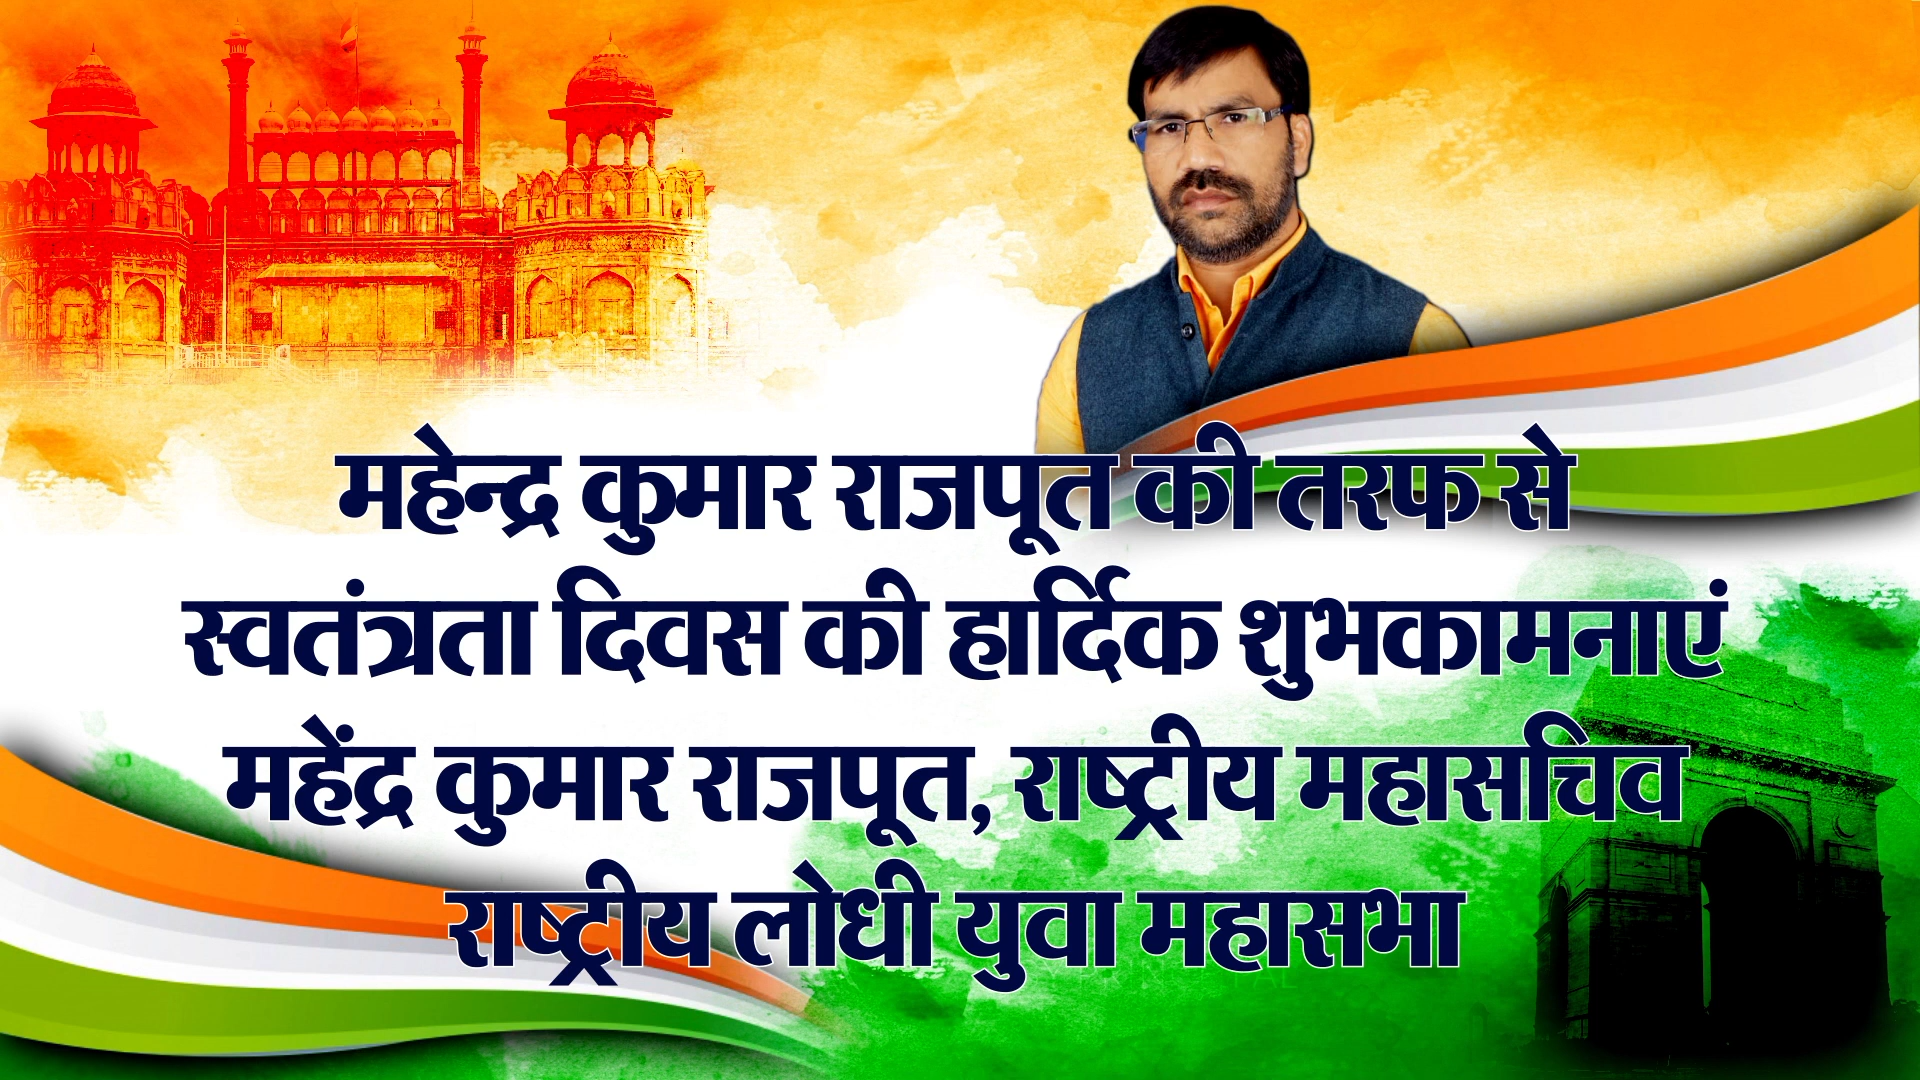 महेन्द्र कुमार राजपूत की तरफ से
स्वतंत्रता दिवस की हार्दिक शुभकामनाएं
महेंद्र कुमार राजपूत, राष्ट्रीय महासचिव
राष्ट्रीय लोधी युवा महासभा